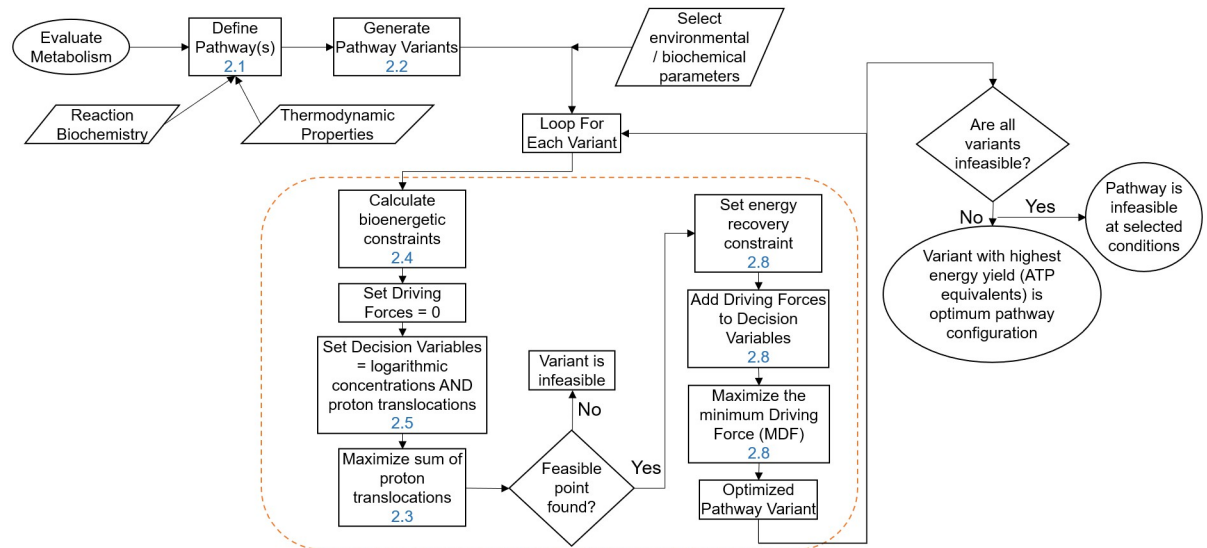 Evaluate
Metabolism
Define
Pathway(s)
2.1
Generate
Pathway Variants
2.2
Select
environmental
/ biochemical
parameters
Reaction
Biochemistry
Thermodynamic
Properties
Loop For
Each Variant
Calculate
bioenergetic
constraints
2.4
Set Driving
Forces = 0
Set Decision Variables
= logarithmic
concentrations AND
proton translocations
2.5
Maximize sum of
proton
translocations
2.3
Variant is
infeasible
No
Feasible
point
found?
Yes
Set energy
recovery
constraint
2.8
Add Driving Forces
to Decision
Variables
2.8
Maximize the
minimum Driving
Force (MDF)
2.8
Optimized
Pathway Variant
Are all
variants
infeasible?
No
Yes
Pathway is
infeasible
at selected
conditions
Variant with highest
energy yield (ATP
equivalents) is
optimum pathway
configuration